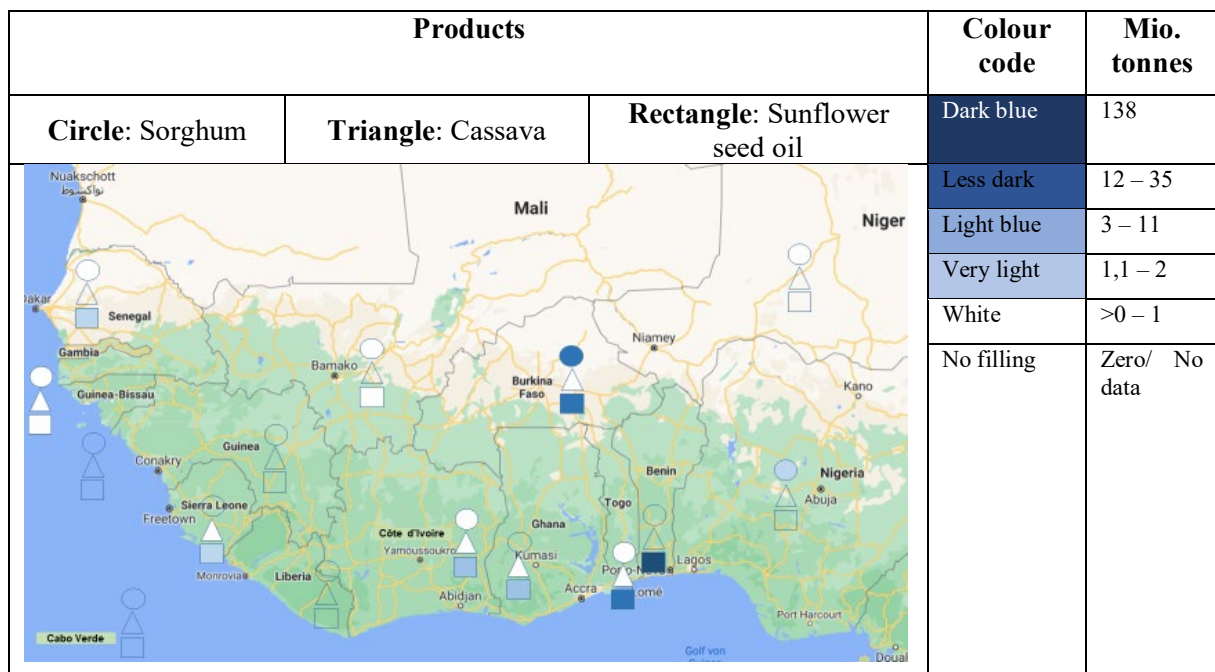 Products
Colour
code
Mio.
tonnes
Circle: Sorghum
Triangle: Cassava
Rectangle: Sunflower
seed oil
Dark blue
138
Less dark
12 – 35
Light blue
3 – 11
Very light
1,1 – 2
White
>0 – 1
No filling
Zero/ No
data
Nuakschott
نواكشوط
Mali
Niger
Dakar
Senegal
Niamey
Gambia
Bamako
Burkina
Faso
Kano
Guinea-Bissau
Guinea
Conakry
Benin
Nigeria
Abuja
Togo
Sierra Leone
Freetown
Ghana
Côte d'Ivoire
Yamoussoukro
Kumasi
Lagos
Monrovia
Liberia
Abidjan
Accra
Lomé
Port Harcourt
Cabo Verde
Golf von
Doual